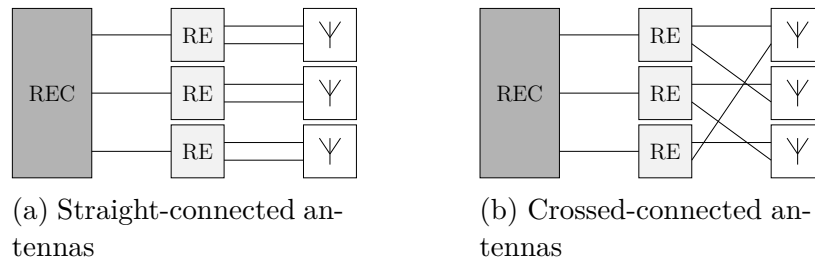 REC
RE
RE
RE
(a) Straight-connected an-
tennas
REC
RE
RE
RE
(b) Crossed-connected an-
tennas